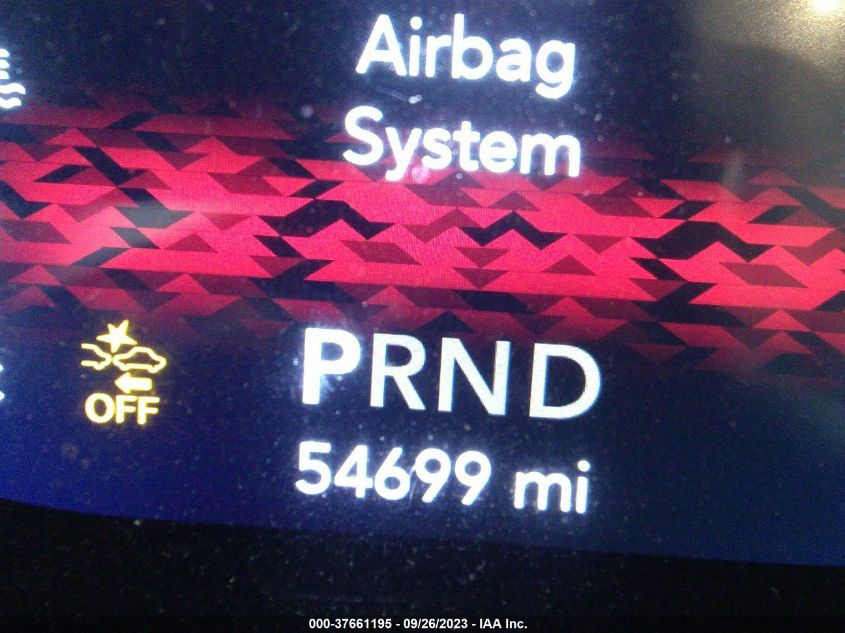 Airbag
System
OFF
PRND
54699 mi
000-37661195 - 09/26/2023 - IAA Inc.